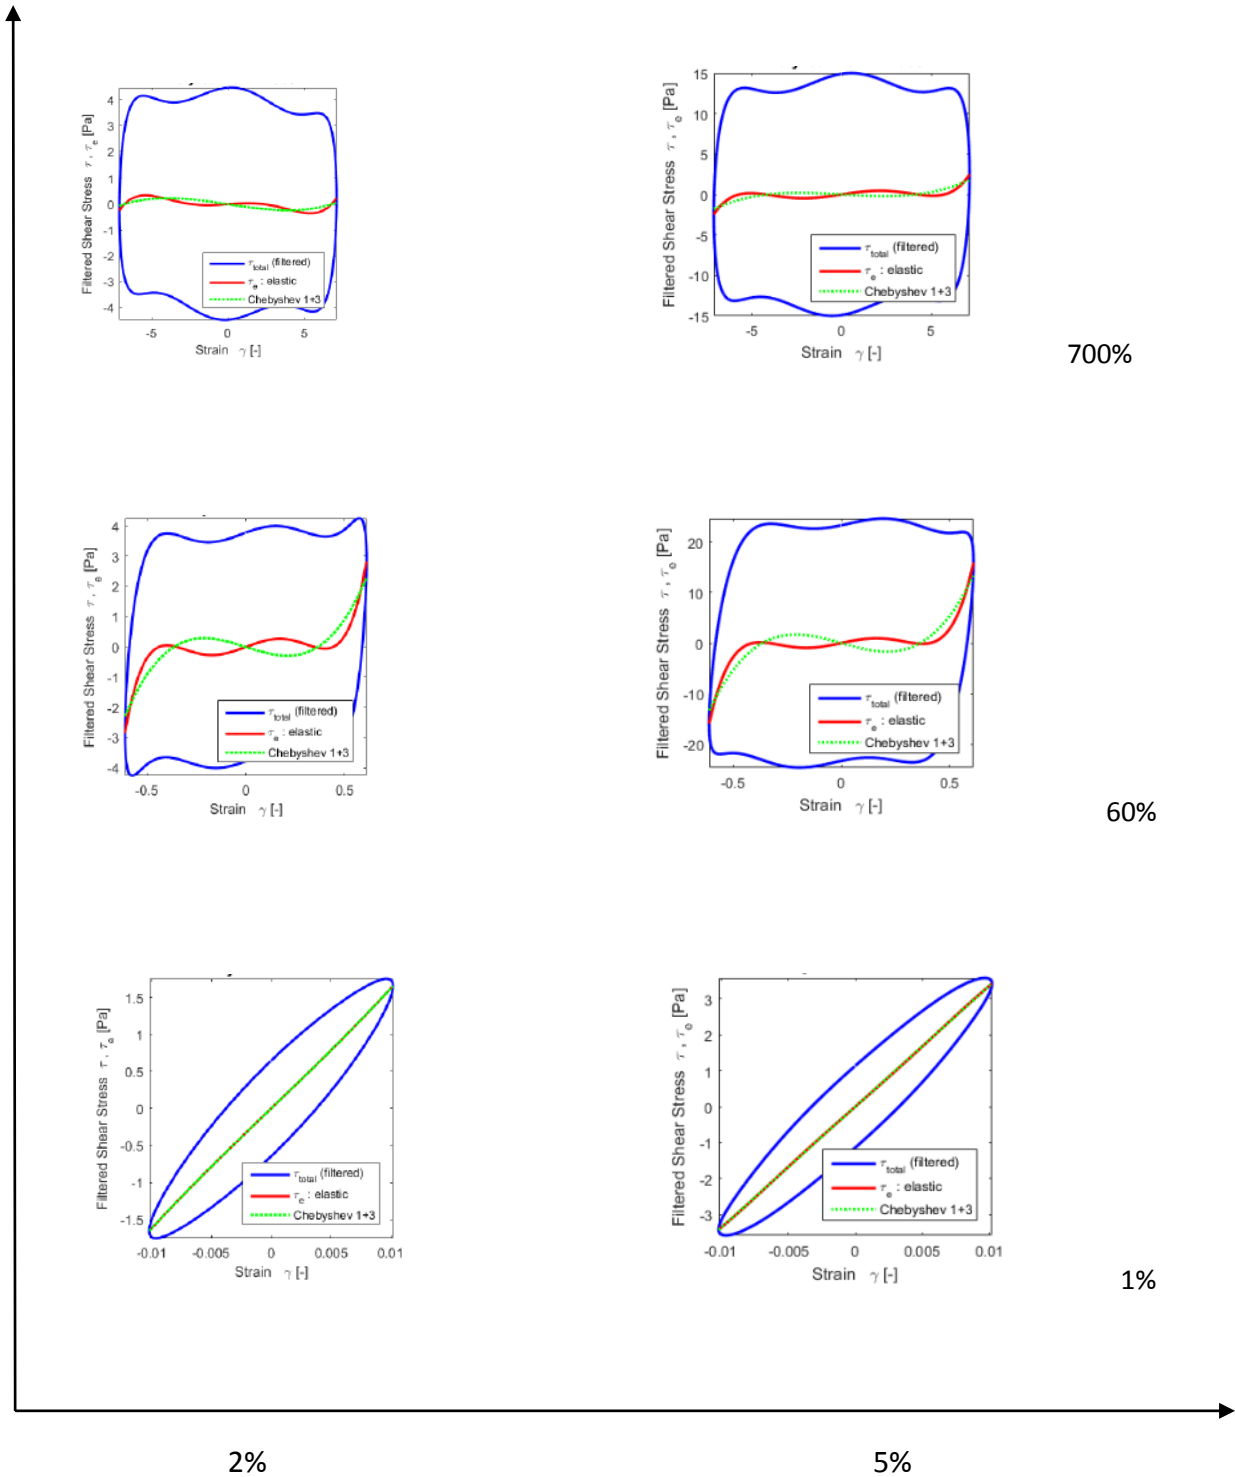 4
3
2
1
0
-1
-2
-3
-4
Filtered Shear Stress τ , τe [Pa]
τtotal (filtered)
τe : elastic
Chebyshev 1+3
-5 0 5
Strain γ [-]
15
10
5
0
-5
-10
-15
Filtered Shear Stress τ , τe [Pa]
τtotal (filtered)
τe : elastic
Chebyshev 1+3
-5 0 5
Strain γ [-]
700%
4
3
2
1
0
-1
-2
-3
-4
Filtered Shear Stress τ , τe [Pa]
τtotal (filtered)
τe : elastic
Chebyshev 1+3
-0.5 0 0.5
Strain γ [-]
20
10
0
-10
-20
Filtered Shear Stress τ , τe [Pa]
τtotal (filtered)
τe : elastic
Chebyshev 1+3
-0.5 0 0.5
Strain γ [-]
60%
1.5
1
0.5
0
-0.5
-1
-1.5
Filtered Shear Stress τ , τe [Pa]
τtotal (filtered)
τe : elastic
Chebyshev 1+3
-0.01 -0.005 0 0.005 0.01
Strain γ [-]
3
2
1
0
-1
-2
-3
Filtered Shear Stress τ , τe [Pa]
τtotal (filtered)
τe : elastic
Chebyshev 1+3
-0.01 -0.005 0 0.005 0.01
Strain γ [-]
1%
2% 5%